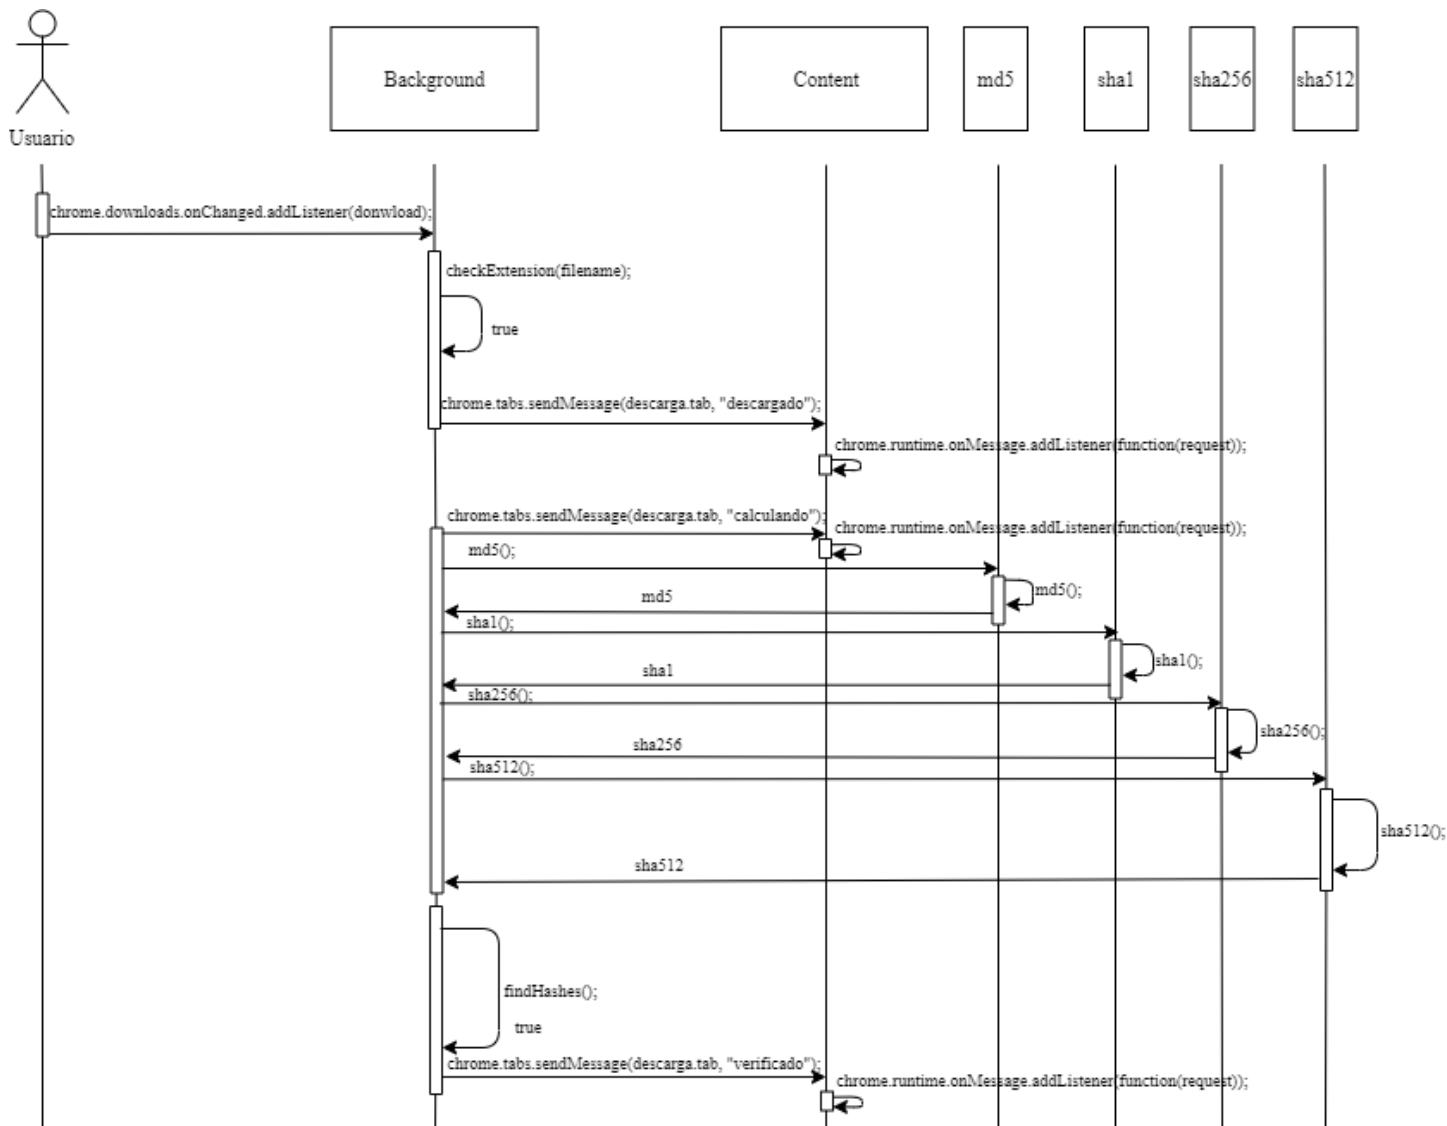 Usuario
Background
Content
md5
sha1
sha256
sha512
chrome.downloads.onChanged.addListener(donwload);
checkExtension(filename);
true
chrome.tabs.sendMessage(descarga.tab, "descargado");
chrome.runtime.onMessage.addListener(function(request));
chrome.tabs.sendMessage(descarga.tab, "calculando");
chrome.runtime.onMessage.addListener(function(request));
md5();
md5();
md5
sha1();
sha1();
sha1
sha256();
sha256();
sha256
sha512();
sha512();
sha512
findHashes();
true
chrome.tabs.sendMessage(descarga.tab, "verificado");
chrome.runtime.onMessage.addListener(function(request));